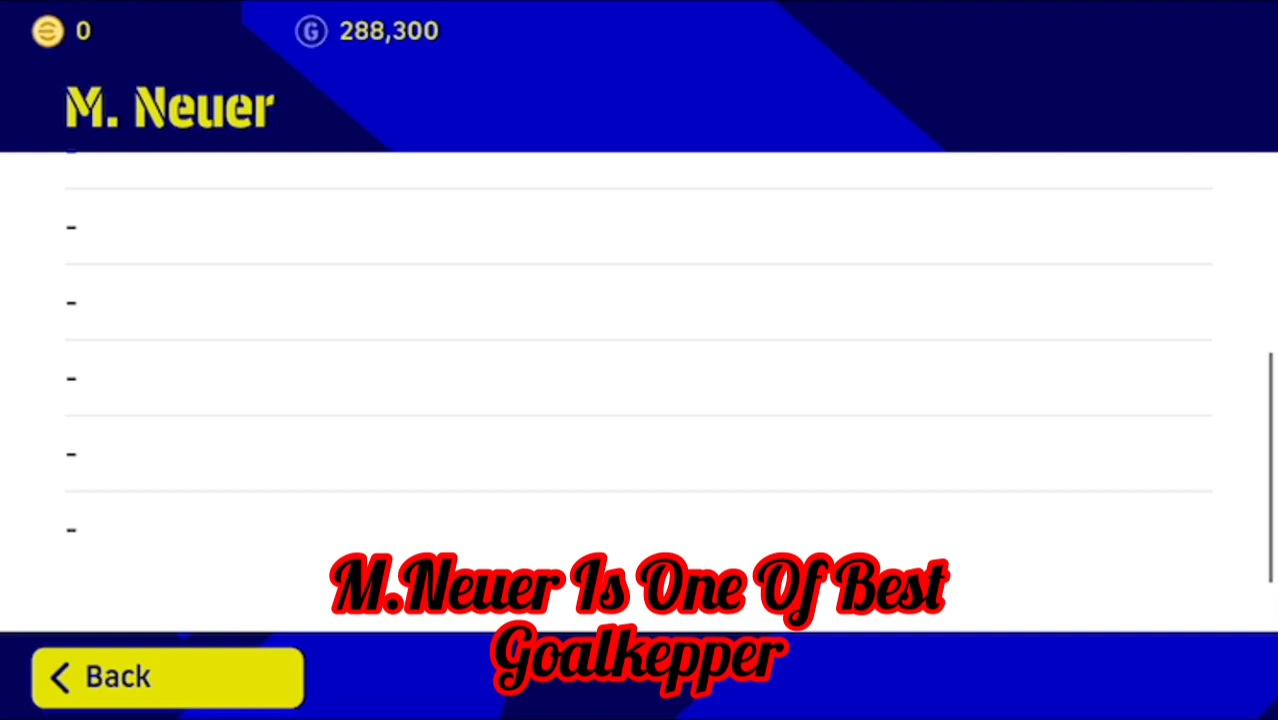 0 G 288,300
M. Neuer
-
-
-
-
-
M.Neuer Is One Of Best
Goalkepper
Back